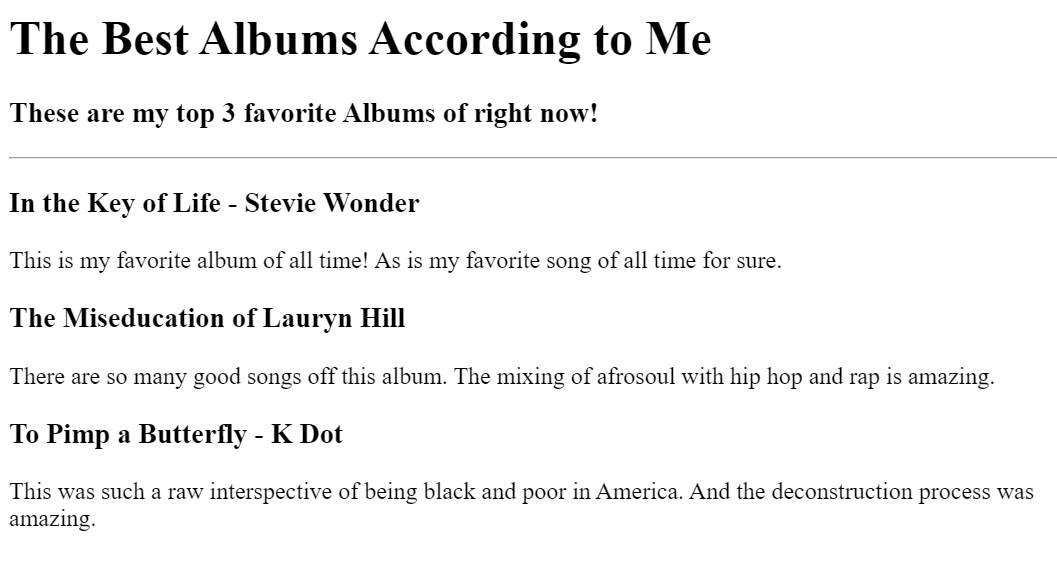 The Best Albums According to Me
These are my top 3 favorite Albums of right now!
In the Key of Life - Stevie Wonder
This is my favorite album of all time! As is my favorite song of all time for sure.
The Miseducation of Lauryn Hill
There are so many good songs off this album. The mixing of afrosoul with hip hop and rap is amazing.
To Pimp a Butterfly - K Dot
This was such a raw interspective of being black and poor in America. And the deconstruction process was
amazing.